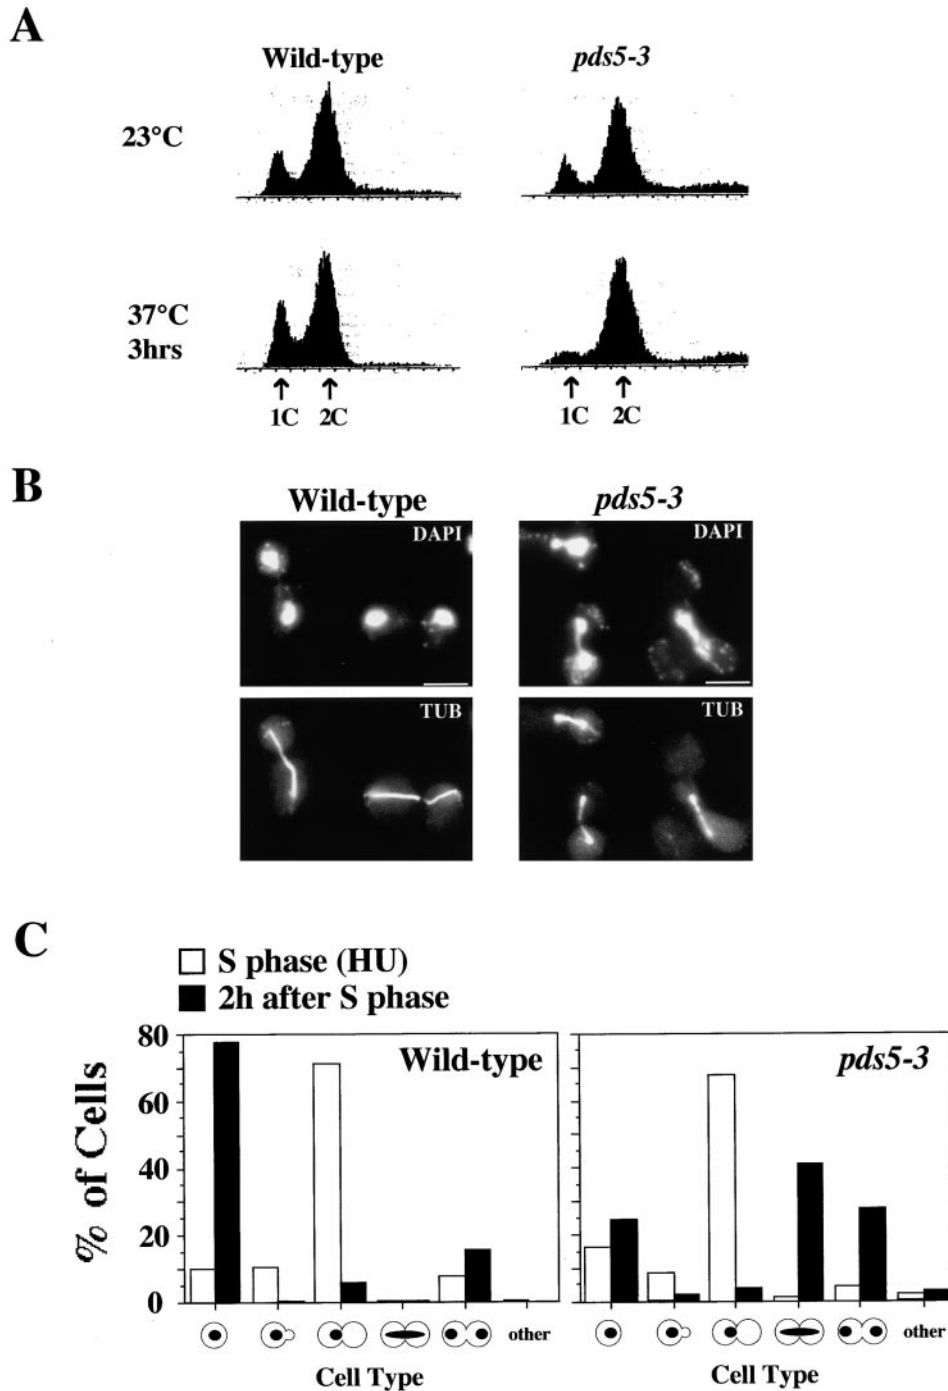 A
Wild-type pds5-3
23°C
37°C
3hrs
1C 2C 1C 2C
B
Wild-type pds5-3
DAPI DAPI
TUB TUB
C
S phase (HU)
2h after S phase
Wild-type pds5-3
% of Cells
80
60
40
20
0
other other
Cell Type Cell Type